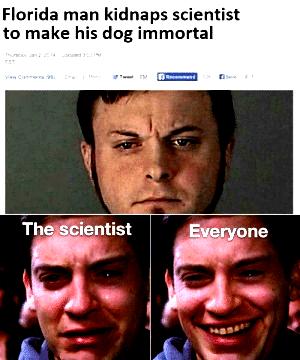 Florida man kidnaps scientist
to make his dog immortal
Tweet
Recommend
The scientist
Everyone